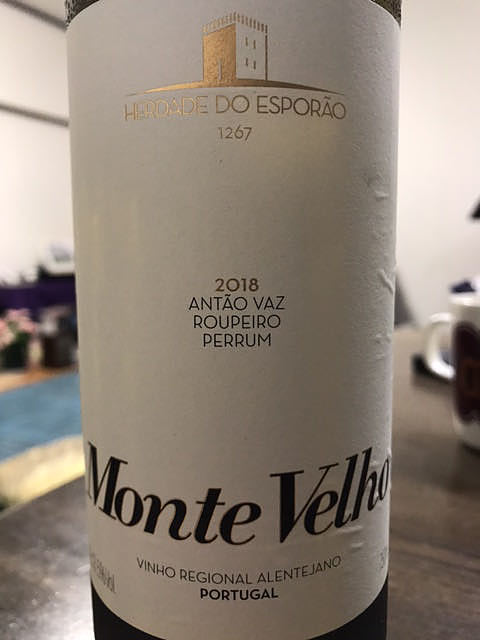 HERDADE DO ESPORÃO
1267
2018
ANTÃO VAZ
ROUPEIRO
PERRUM
Monte Velho
VINHO REGIONAL ALENTEJANO
PORTUGAL